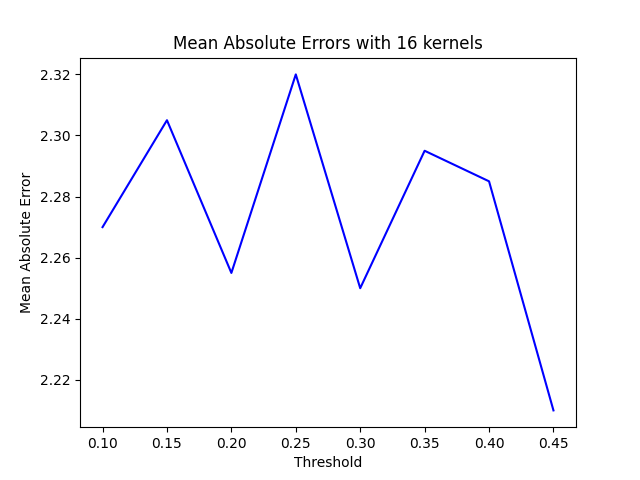 Mean Absolute Errors with 16 kernels
2.32
2.30
2.28
2.26
2.24
2.22
Mean Absolute Error
0.10 0.15 0.20 0.25 0.30 0.35 0.40 0.45
Threshold